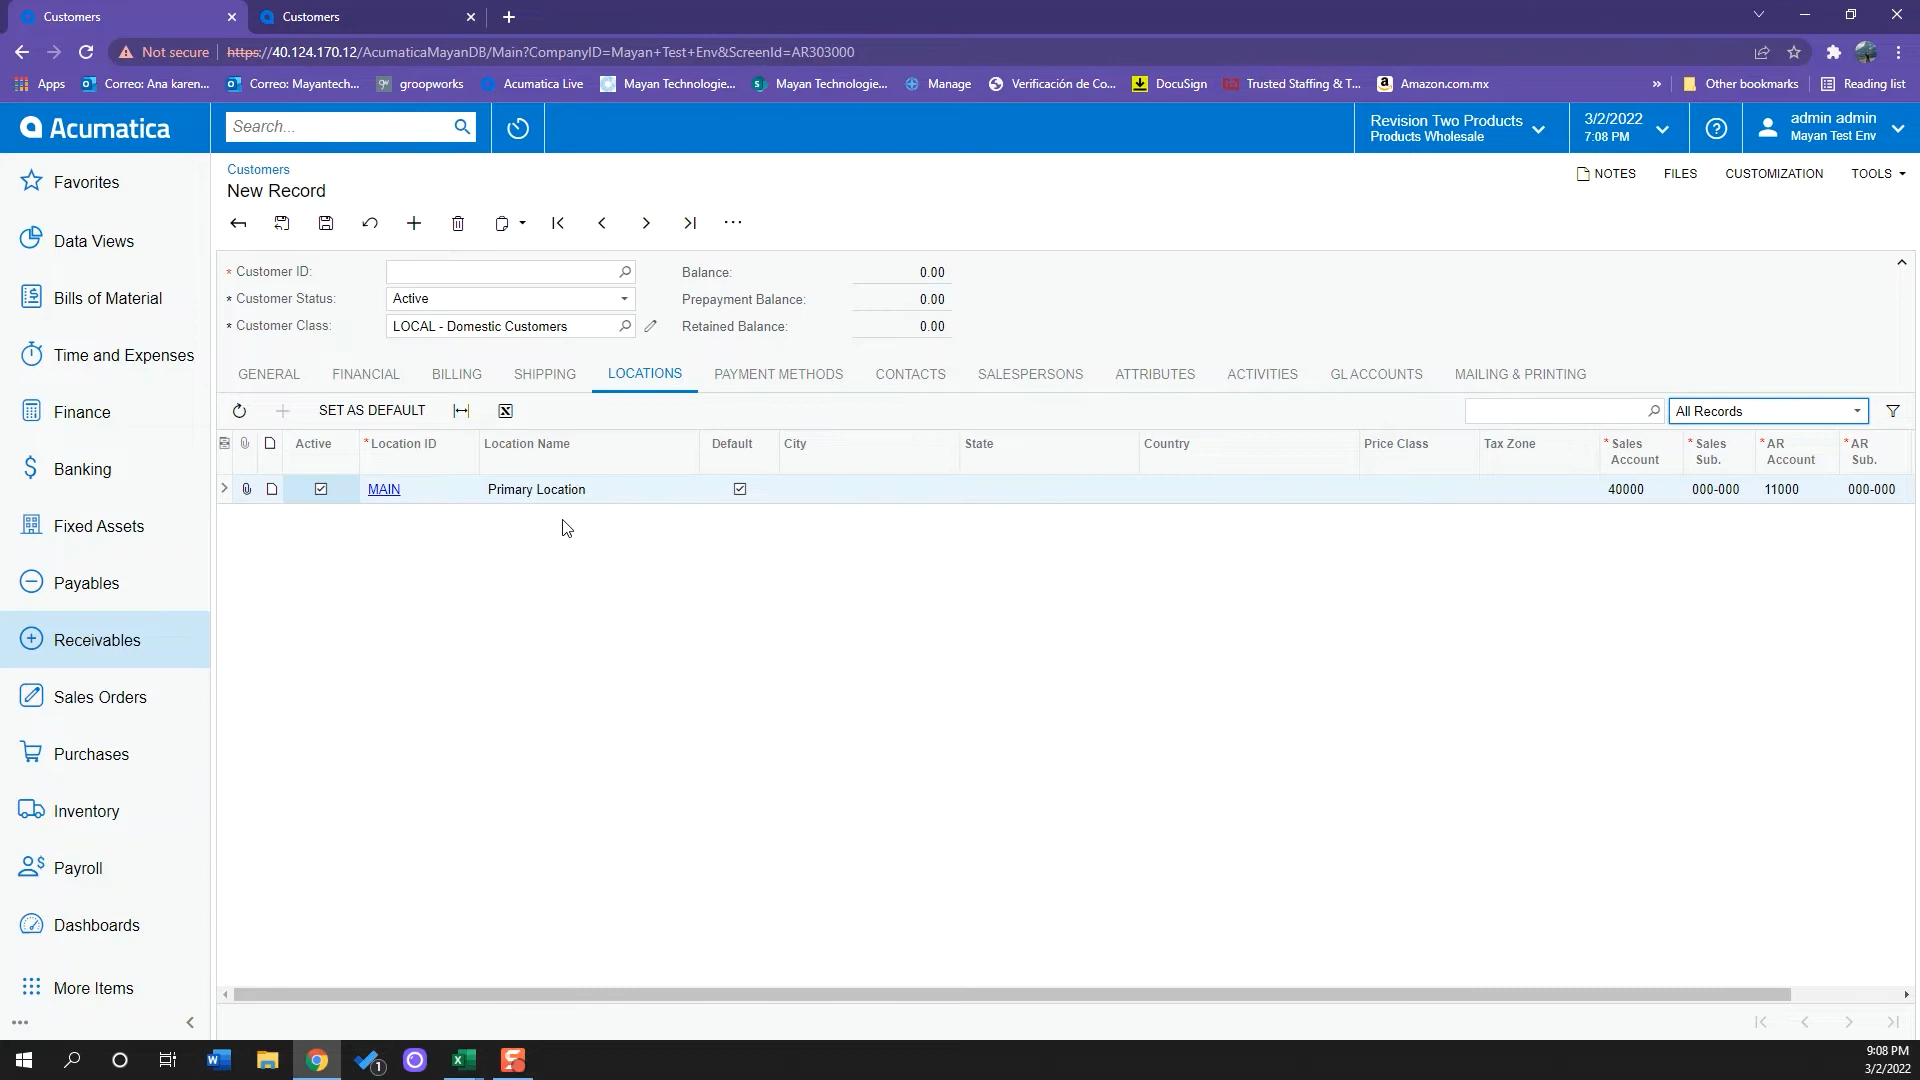 Customers
Customers
Not secure
https://40.124.170.12/AcumaticaMayanDB/Main?CompanyID=Mayan+Test+Env&ScreenId=AR303000
Apps
Correo: Ana karen...
Correo: Mayantech...
gw
groopworks
Acumatica Live
Mayan Technologie...
Mayan Technologie...
Manage
Verificación de Co...
DocuSign
Trusted Staffing & T...
Amazon.com.mx
»
Other bookmarks
Reading list
Acumatica
Search...
Revision Two Products
Products Wholesale
3/2/2022
7:08 PM
admin admin
Mayan Test Env
Favorites
Data Views
Bills of Material
Time and Expenses
Finance
Banking
Fixed Assets
Payables
Receivables
Sales Orders
Purchases
Inventory
Payroll
Dashboards
More Items
Customers
New Record
NOTES
FILES
CUSTOMIZATION
TOOLS
* Customer ID:
* Customer Status:
Active
* Customer Class:
LOCAL - Domestic Customers
Balance:
0.00
Prepayment Balance:
0.00
Retained Balance:
0.00
GENERAL
FINANCIAL
BILLING
SHIPPING
LOCATIONS
PAYMENT METHODS
CONTACTS
SALESPERSONS
ATTRIBUTES
ACTIVITIES
GL ACCOUNTS
MAILING & PRINTING
SET AS DEFAULT
All Records
Active
* Location ID
Location Name
Default
City
State
Country
Price Class
Tax Zone
* Sales Account
* Sales Sub.
* AR Account
* AR Sub.
MAIN
Primary Location
40000
000-000
11000
000-000
1
9:08 PM
3/2/2022